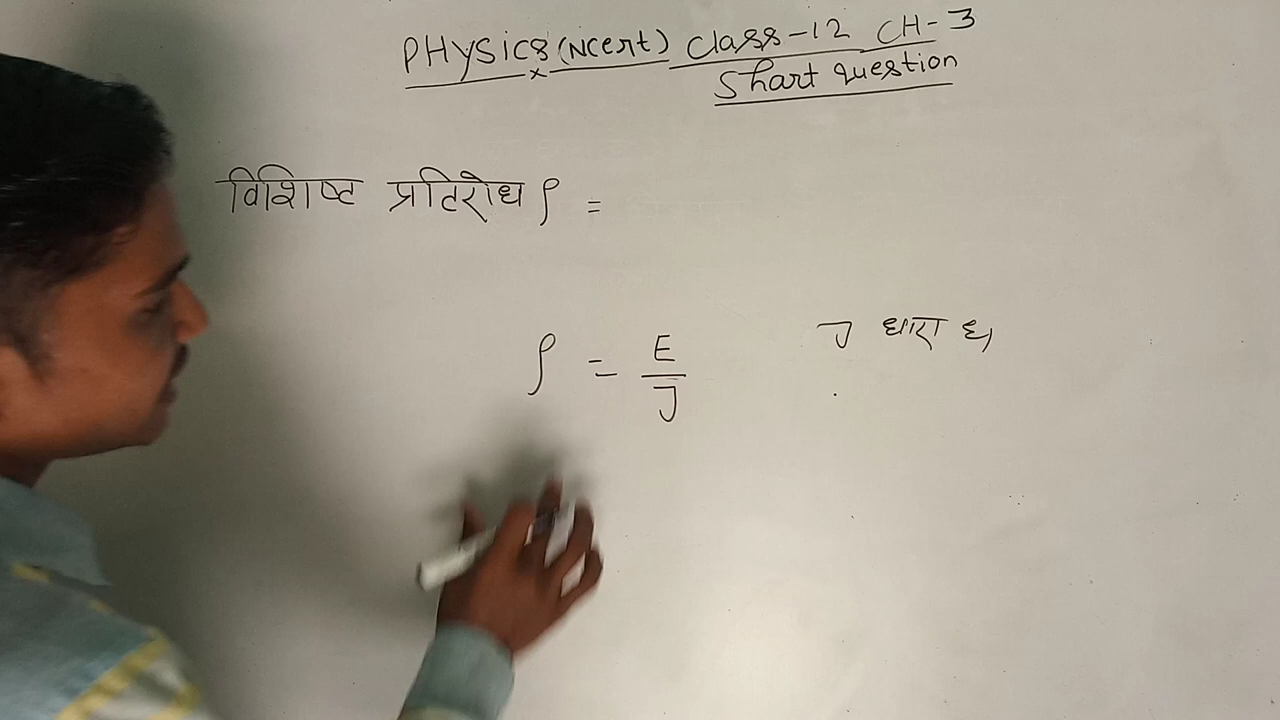 PHysics (Ncert) Class-12 CH-3
Short question
विशिष्ट प्रतिरोध ρ =
ρ = E/J
J धारा घ